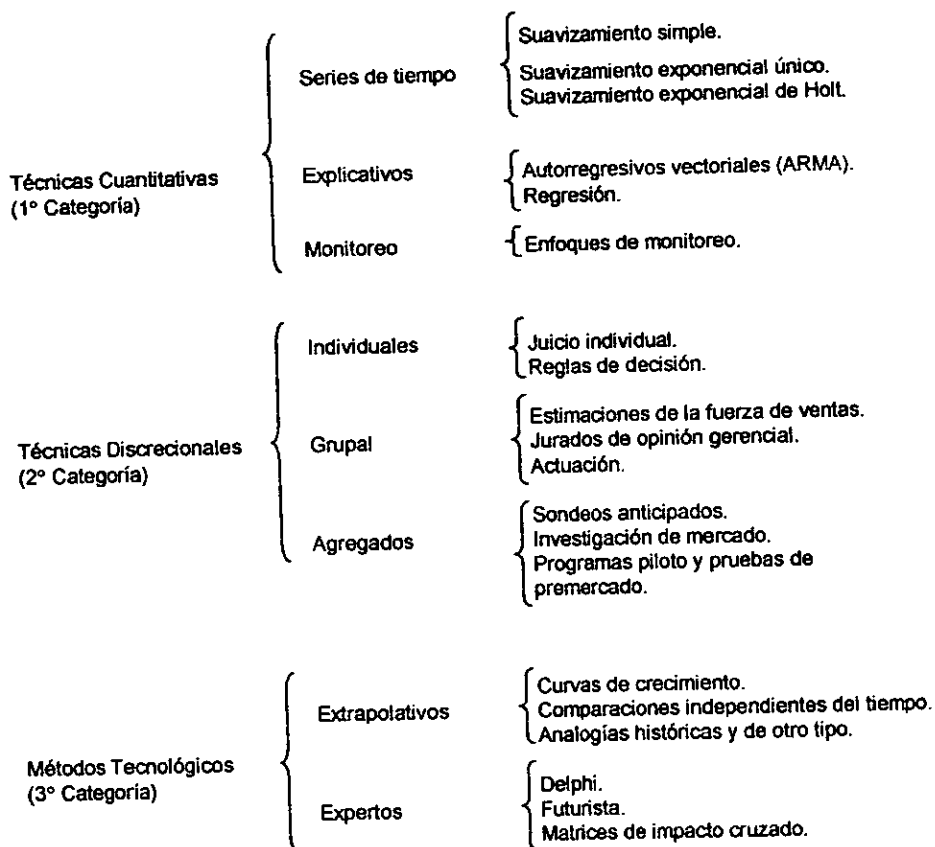 Técnicas Cuantitativas
(1° Categoría)
Series de tiempo
Suavizamiento simple.
Suavizamiento exponencial único.
Suavizamiento exponencial de Holt.
Explicativos
Autorregresivos vectoriales (ARMA).
Regresión.
Monitoreo
Enfoques de monitoreo.
Técnicas Discrecionales
(2° Categoría)
Individuales
Juicio individual.
Reglas de decisión.
Grupal
Estimaciones de la fuerza de ventas.
Jurados de opinión gerencial.
Actuación.
Agregados
Sondeos anticipados.
Investigación de mercado.
Programas piloto y pruebas de
premercado.
Métodos Tecnológicos
(3° Categoría)
Extrapolativos
Curvas de crecimiento.
Comparaciones independientes del tiempo.
Analogías históricas y de otro tipo.
Expertos
Delphi.
Futurista.
Matrices de impacto cruzado.